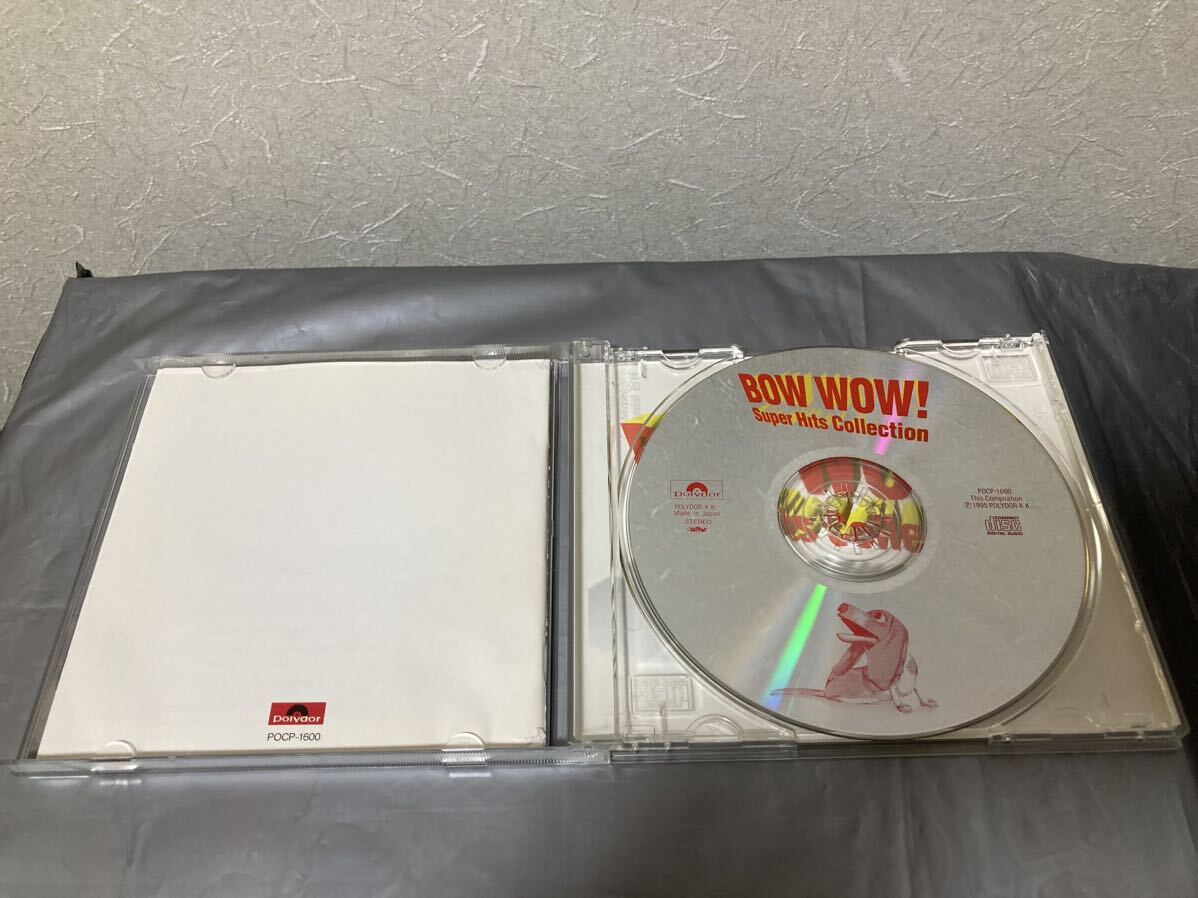 Polydor
POCP-1600
BOW WOW!
Super Hits Collection
Polydor
POLYDOR K K
Made in Japan
STEREO
POCP-1600
This Compilation
Ⓟ1995 POLYDOR K K
COMPACT
disc
DIGITAL AUDIO